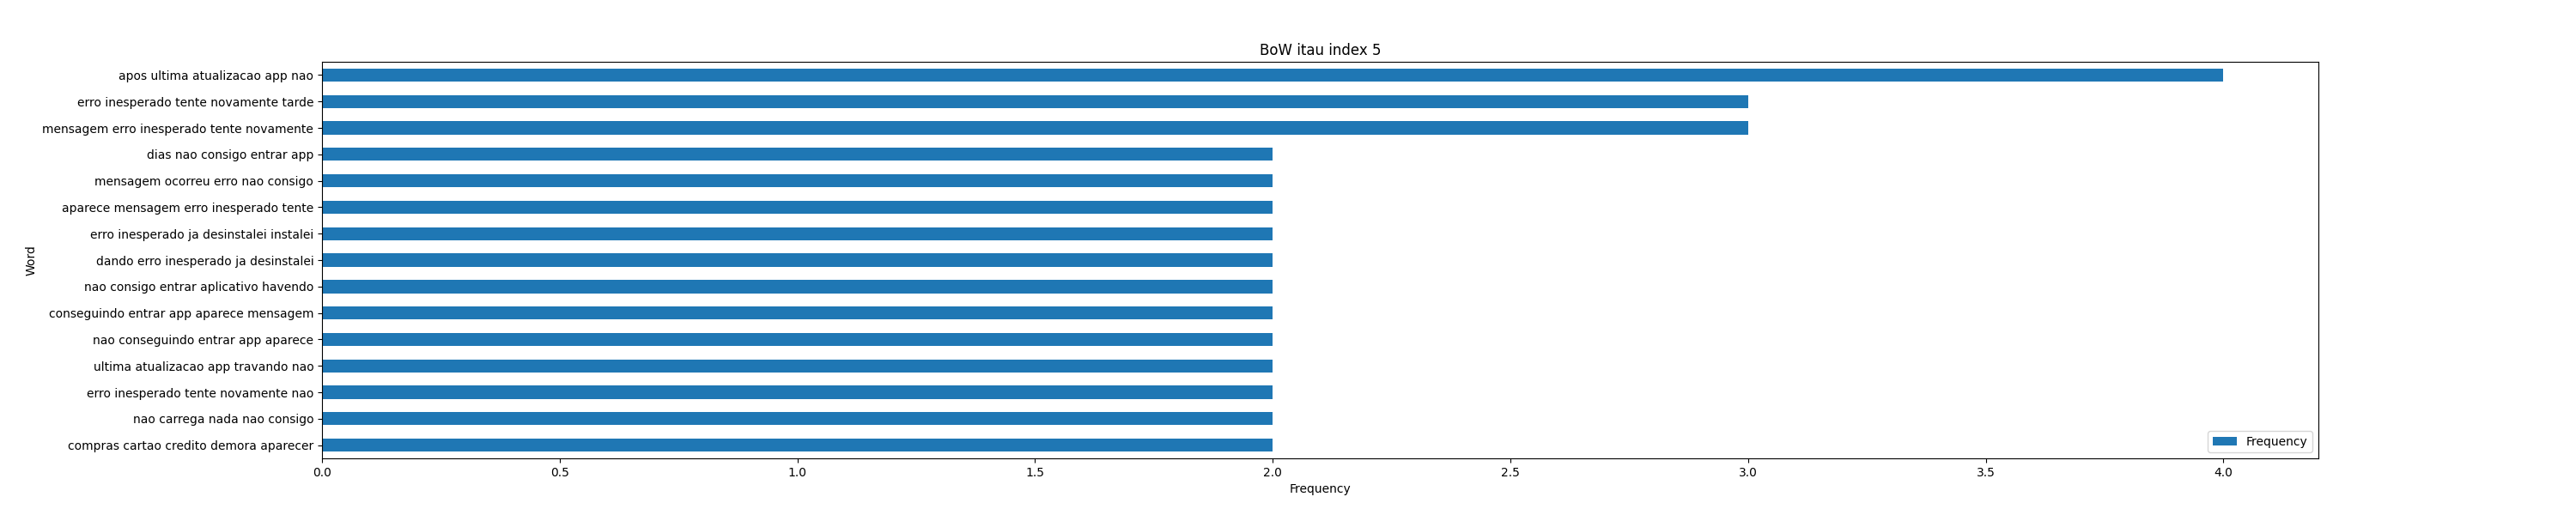 BoW itau index 5
apos ultima atualizacao app nao
erro inesperado tente novamente tarde
mensagem erro inesperado tente novamente
dias nao consigo entrar app
mensagem ocorreu erro nao consigo
aparece mensagem erro inesperado tente
erro inesperado ja desinstalei instalei
dando erro inesperado ja desinstalei
nao consigo entrar aplicativo havendo
conseguindo entrar app aparece mensagem
nao conseguindo entrar app aparece
ultima atualizacao app travando nao
erro inesperado tente novamente nao
nao carrega nada nao consigo
compras cartao credito demora aparecer
Word
Frequency
0.0 0.5 1.0 1.5 2.0 2.5 3.0 3.5 4.0
Frequency